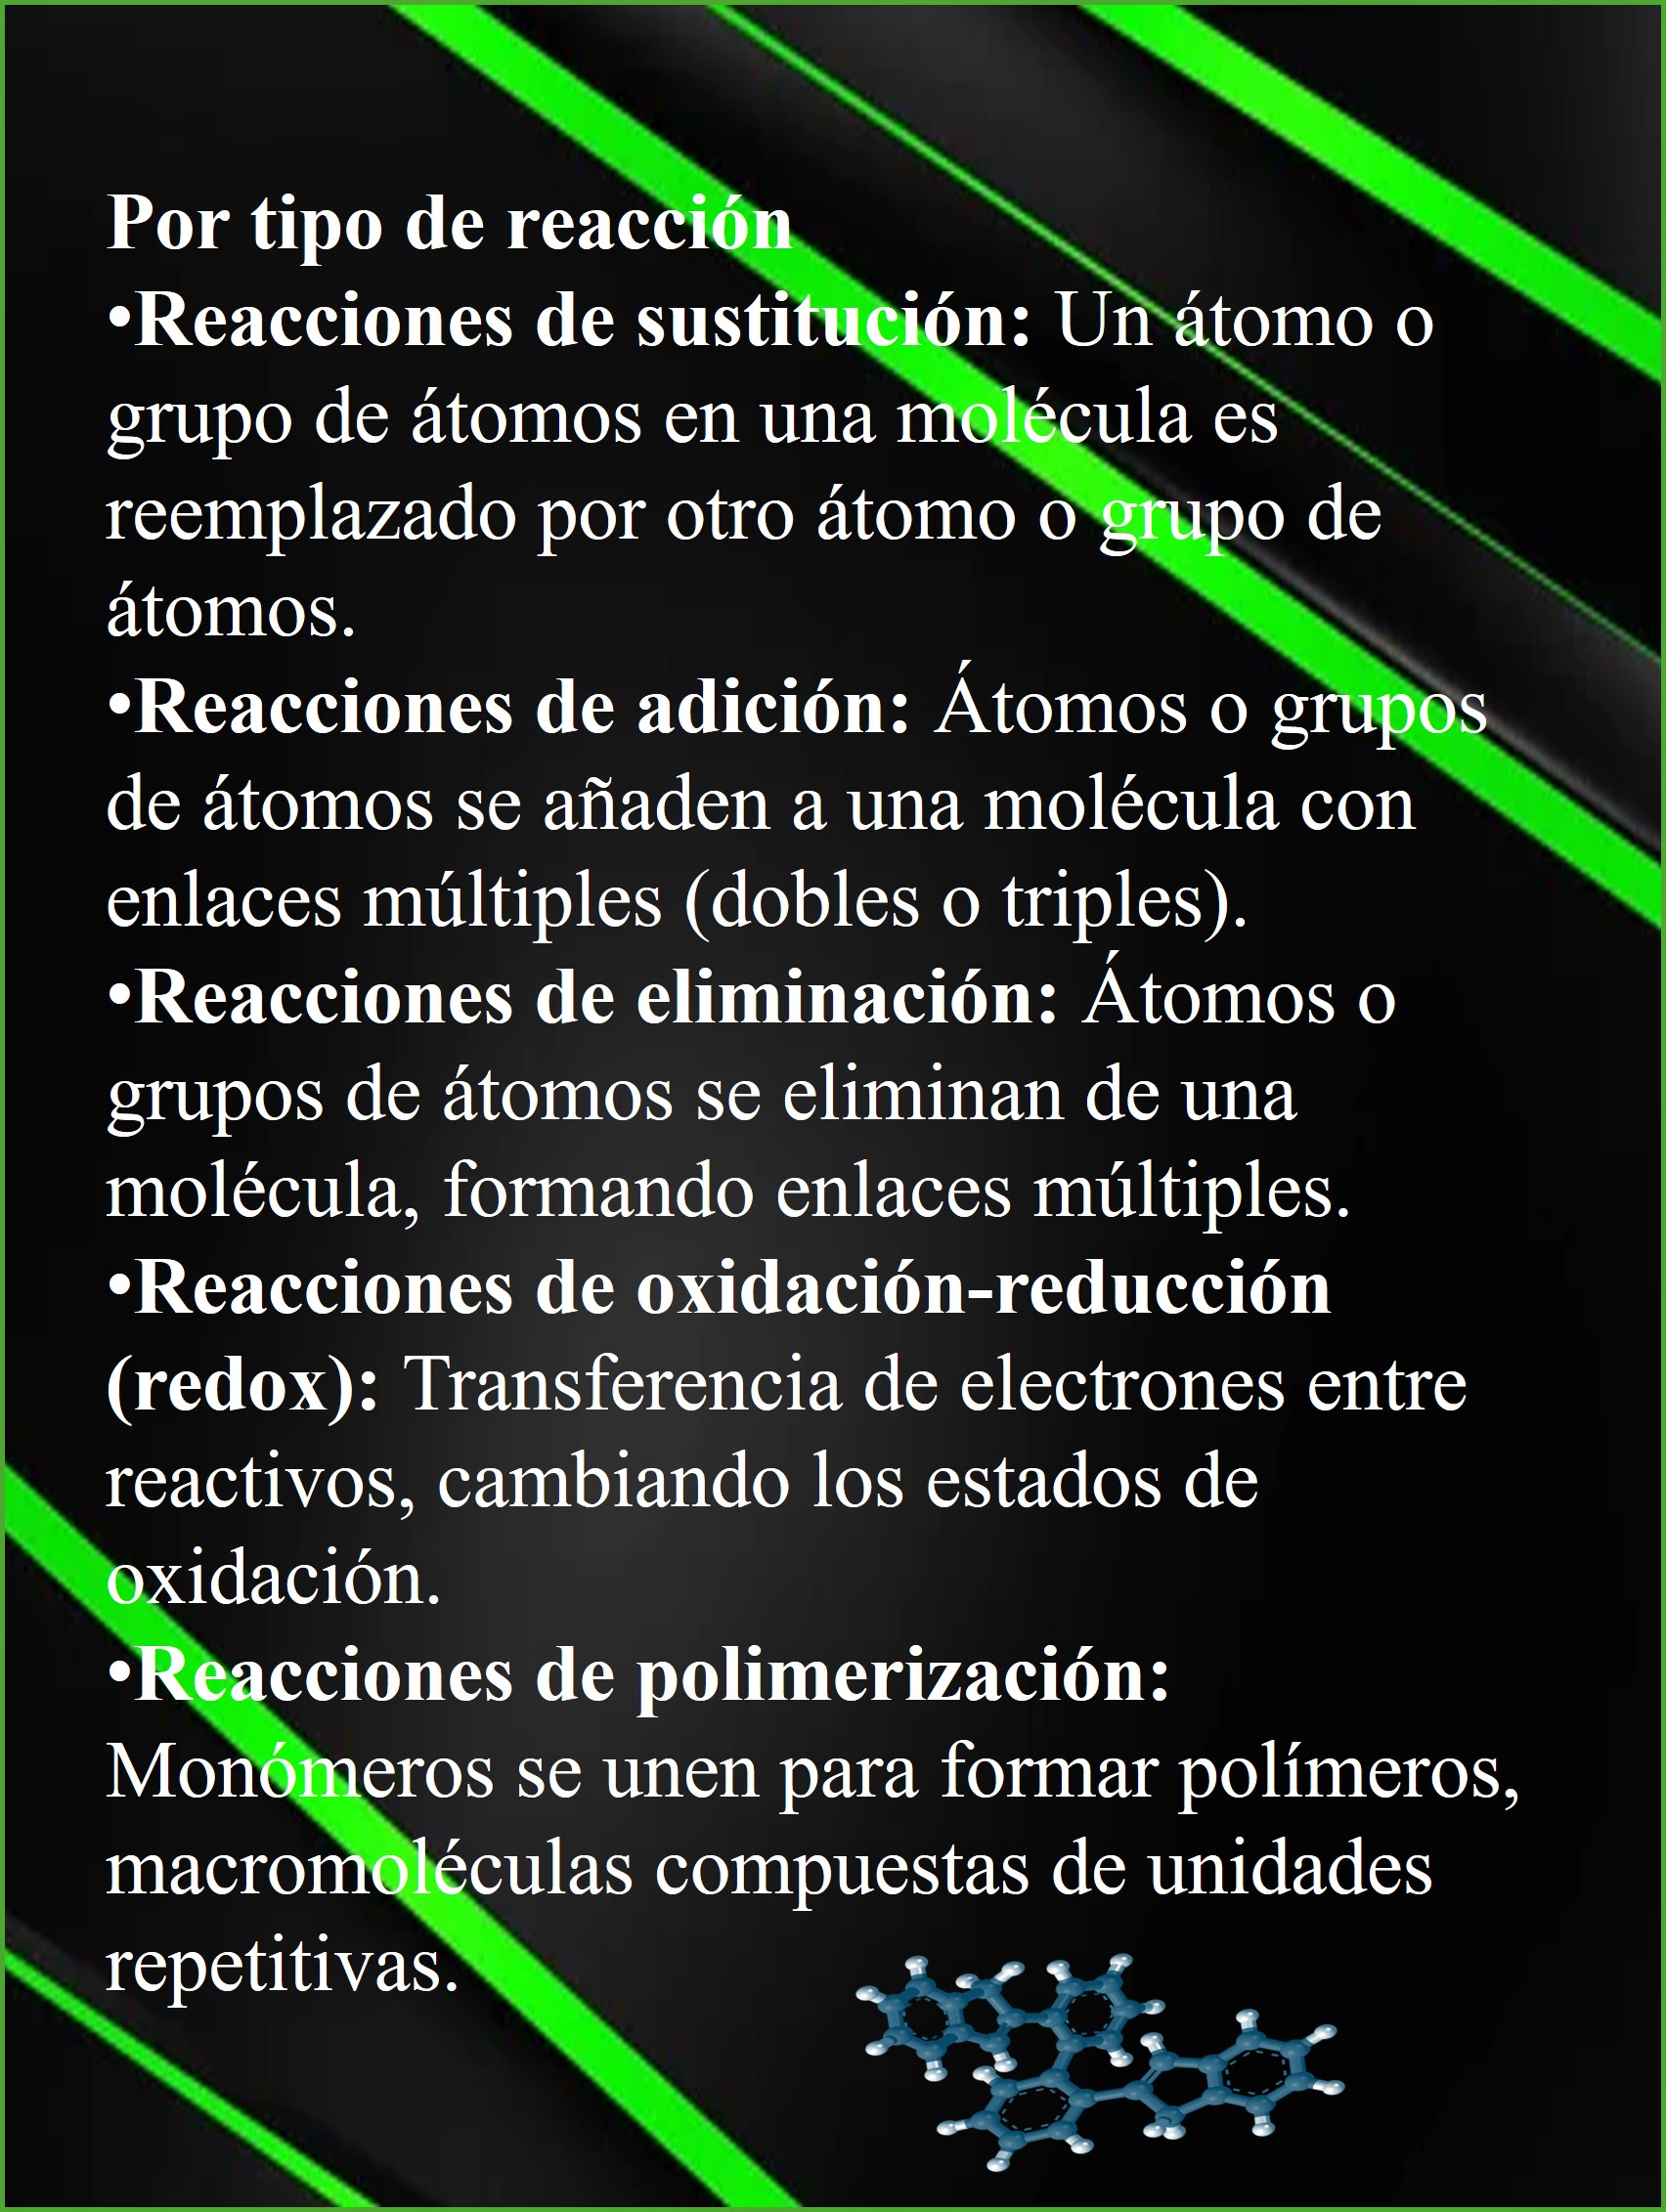 Por tipo de reacción
•Reacciones de sustitución: Un átomo o
grupo de átomos en una molécula es
reemplazado por otro átomo o grupo de
átomos.
•Reacciones de adición: Átomos o grupos
de átomos se añaden a una molécula con
enlaces múltiples (dobles o triples).
•Reacciones de eliminación: Átomos o
grupos de átomos se eliminan de una
molécula, formando enlaces múltiples.
•Reacciones de oxidación-reducción
(redox): Transferencia de electrones entre
reactivos, cambiando los estados de
oxidación.
•Reacciones de polimerización:
Monómeros se unen para formar polímeros,
macromoléculas compuestas de unidades
repetitivas.